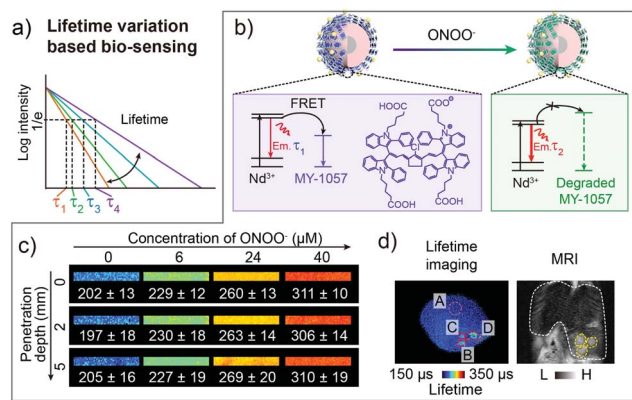 a) Lifetime variation
based bio-sensing
Log intensity
1/e
Lifetime
τ1 τ2 τ3 τ4
b)
ONOO-
FRET
Em. τ1
Nd3+
MY-1057
HOOC
COO⊖
N⊕
N
Cl
COOH
COOH
Em. τ2
Nd3+
Degraded
MY-1057
c)
Concentration of ONOO- (μM)
0 6 24 40
Penetration
depth (mm)
0
202 ± 13 229 ± 12 260 ± 13 311 ± 10
2
197 ± 18 230 ± 18 263 ± 14 306 ± 14
5
205 ± 16 227 ± 19 269 ± 20 310 ± 19
d)
Lifetime
imaging
MRI
A
C
D
B
150 μs 350 μs
Lifetime
L H